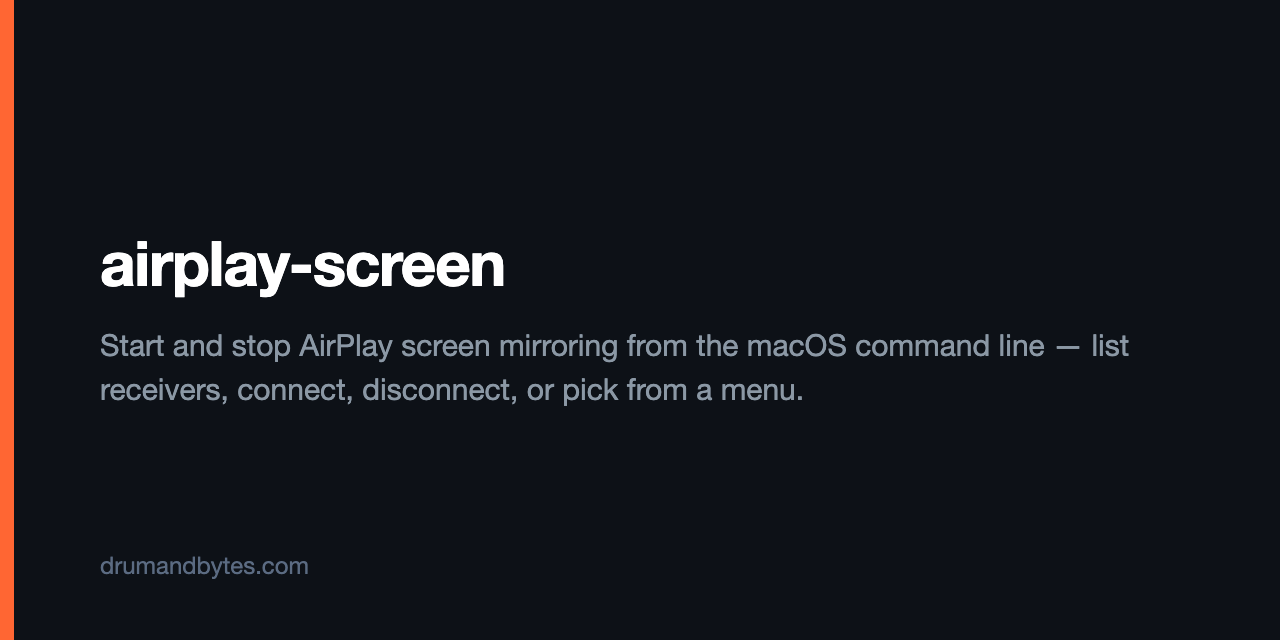 airplay-screen
Start and stop AirPlay screen mirroring from the macOS command line — list
receivers, connect, disconnect, or pick from a menu.
drumandbytes.com